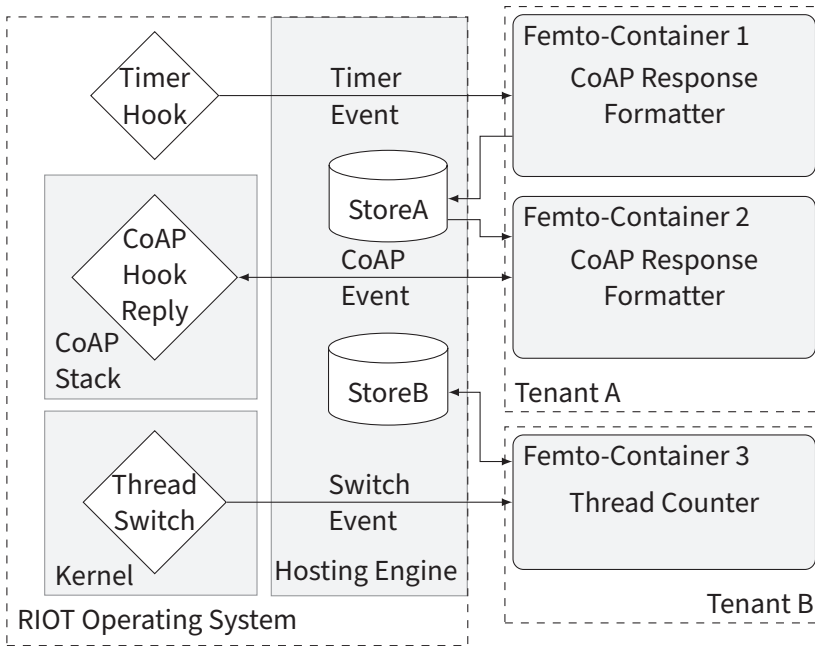 Timer
Hook
Timer
Event
Femto-Container 1
CoAP Response
Formatter
StoreA
CoAP
Hook
Reply
CoAP
Stack
CoAP
Event
Femto-Container 2
CoAP Response
Formatter
Tenant A
StoreB
Thread
Switch
Kernel
Switch
Event
Hosting Engine
Femto-Container 3
Thread Counter
Tenant B
RIOT Operating System